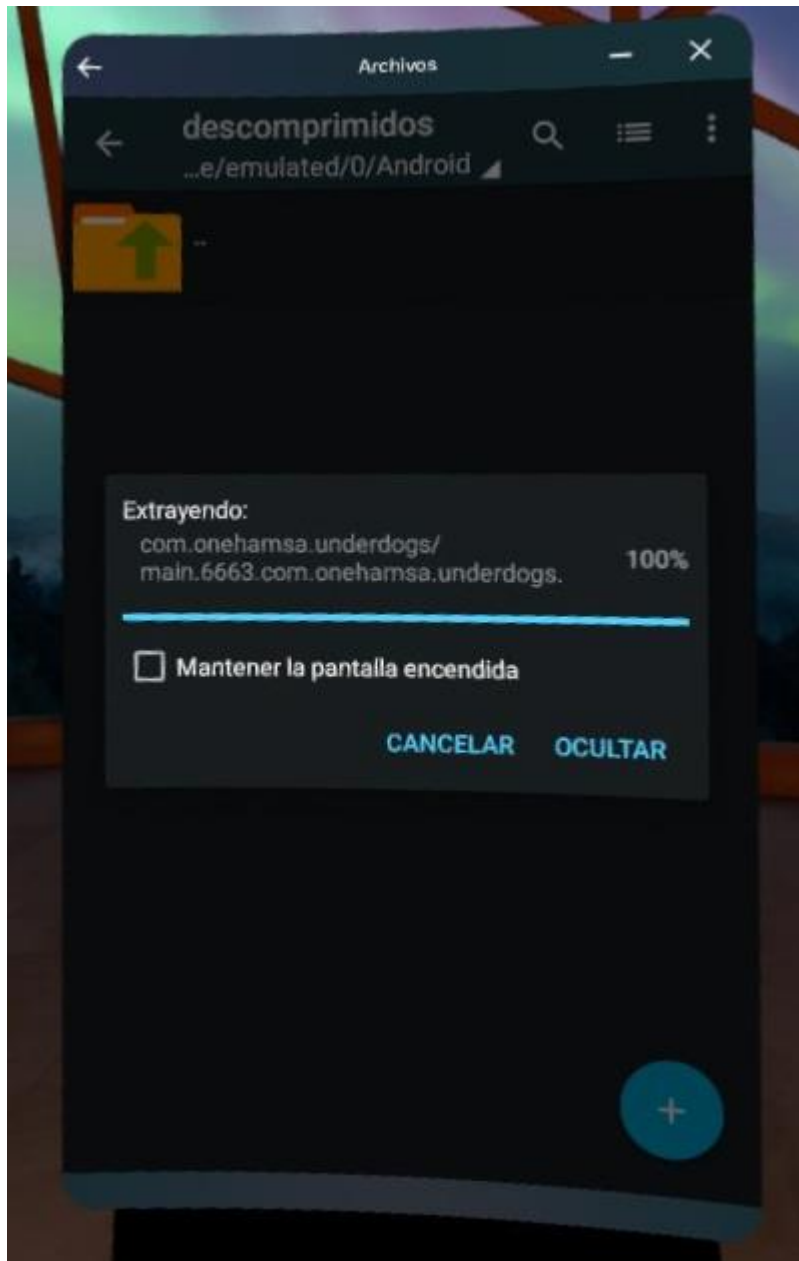 Archivos
descomprimidos
...e/emulated/0/Android
..
Extrayendo:
com.onehamsa.underdogs/
main.6663.com.onehamsa.underdogs.
100%
Mantener la pantalla encendida
CANCELAR OCULTAR